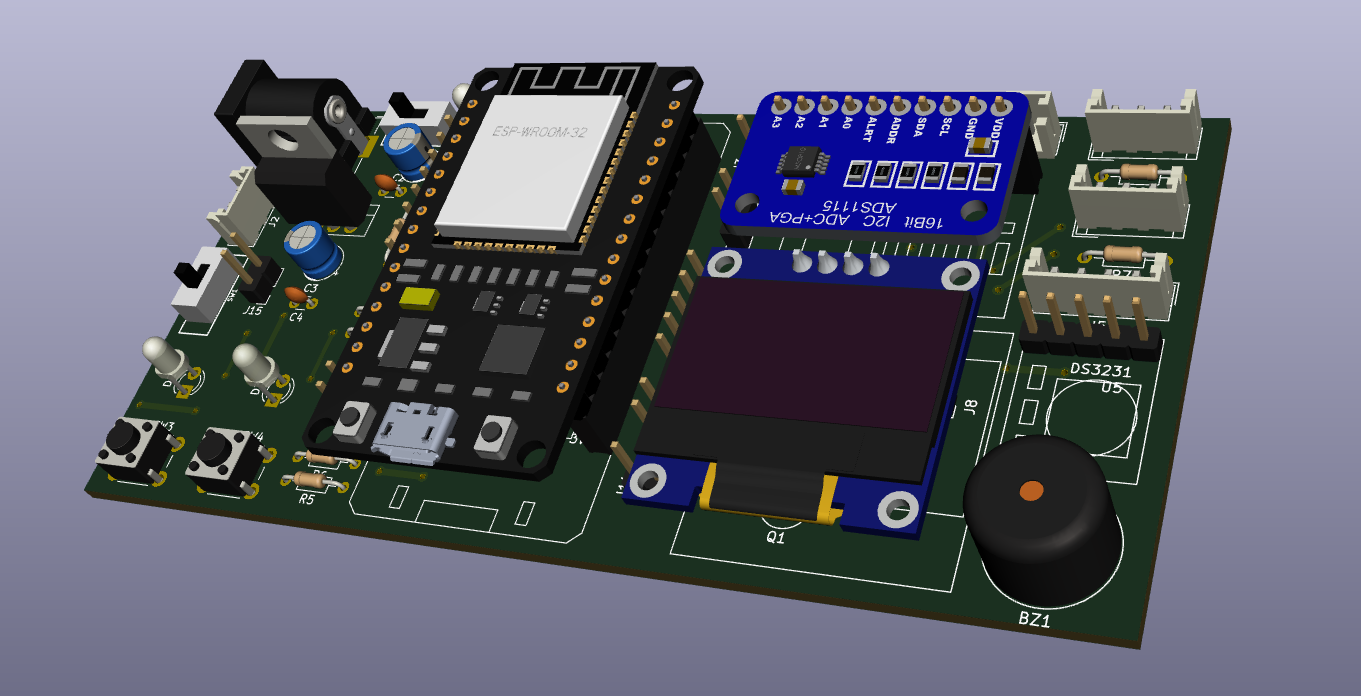 ESP-WROOM-32
A3
A2
A1
A0
ALRT
ADDR
SDA
SCL
GND
VDD
16Bit I2C ADC+PGA
ADS1115
J2
C3
C4
J15
R5
J8
DS3231
U5
Q1
BZ1